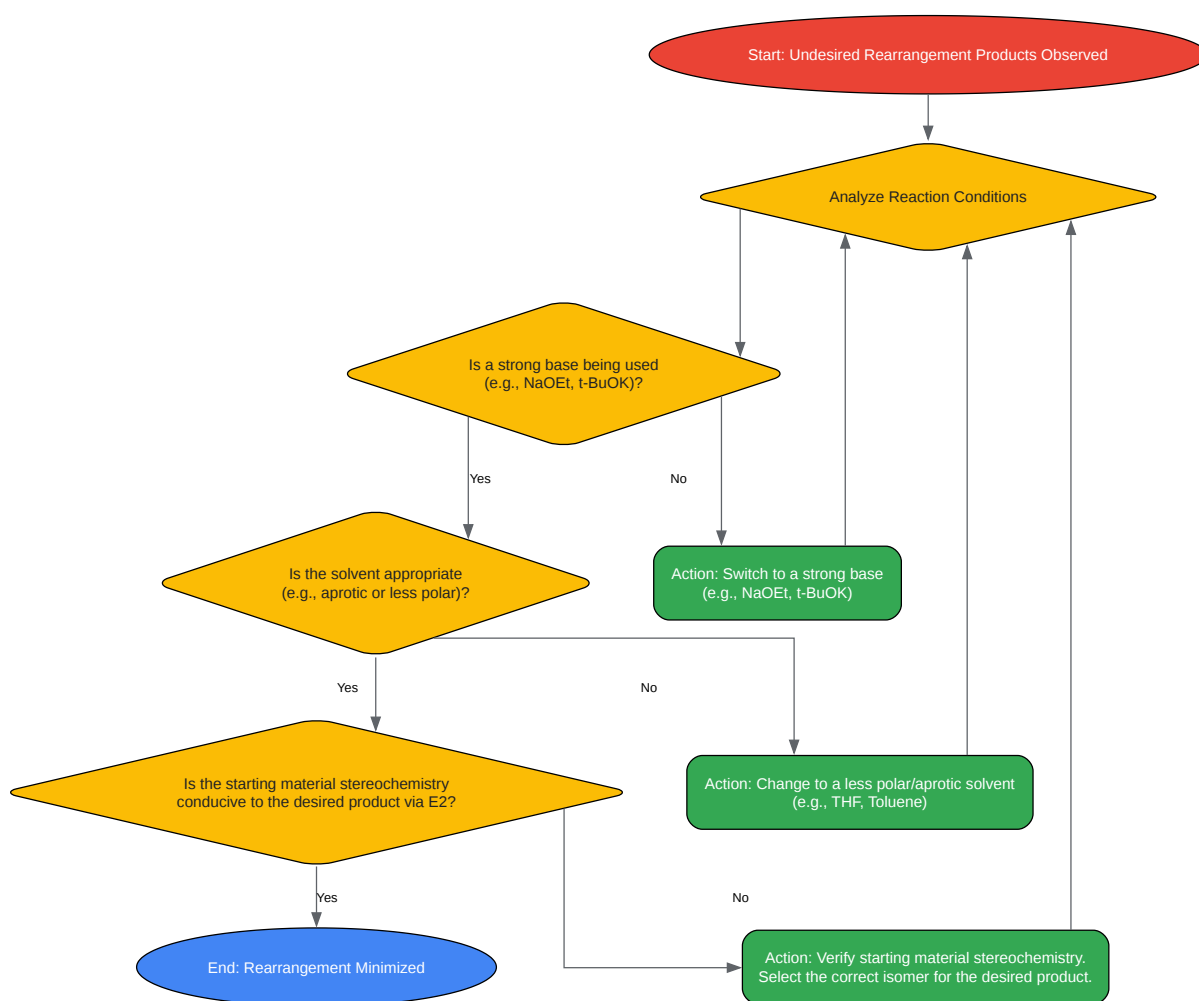 Start: Undesired Rearrangement Products Observed
Analyze Reaction Conditions
Is a strong base being used
(e.g., NaOEt, t-BuOK)?
Yes
No
Is the solvent appropriate
(e.g., aprotic or less polar)?
Action: Switch to a strong base
(e.g., NaOEt, t-BuOK)
Yes
No
Is the starting material stereochemistry
conducive to the desired product via E2?
Action: Change to a less polar/aprotic solvent
(e.g., THF, Toluene)
Yes
No
End: Rearrangement Minimized
Action: Verify starting material stereochemistry.
Select the correct isomer for the desired product.